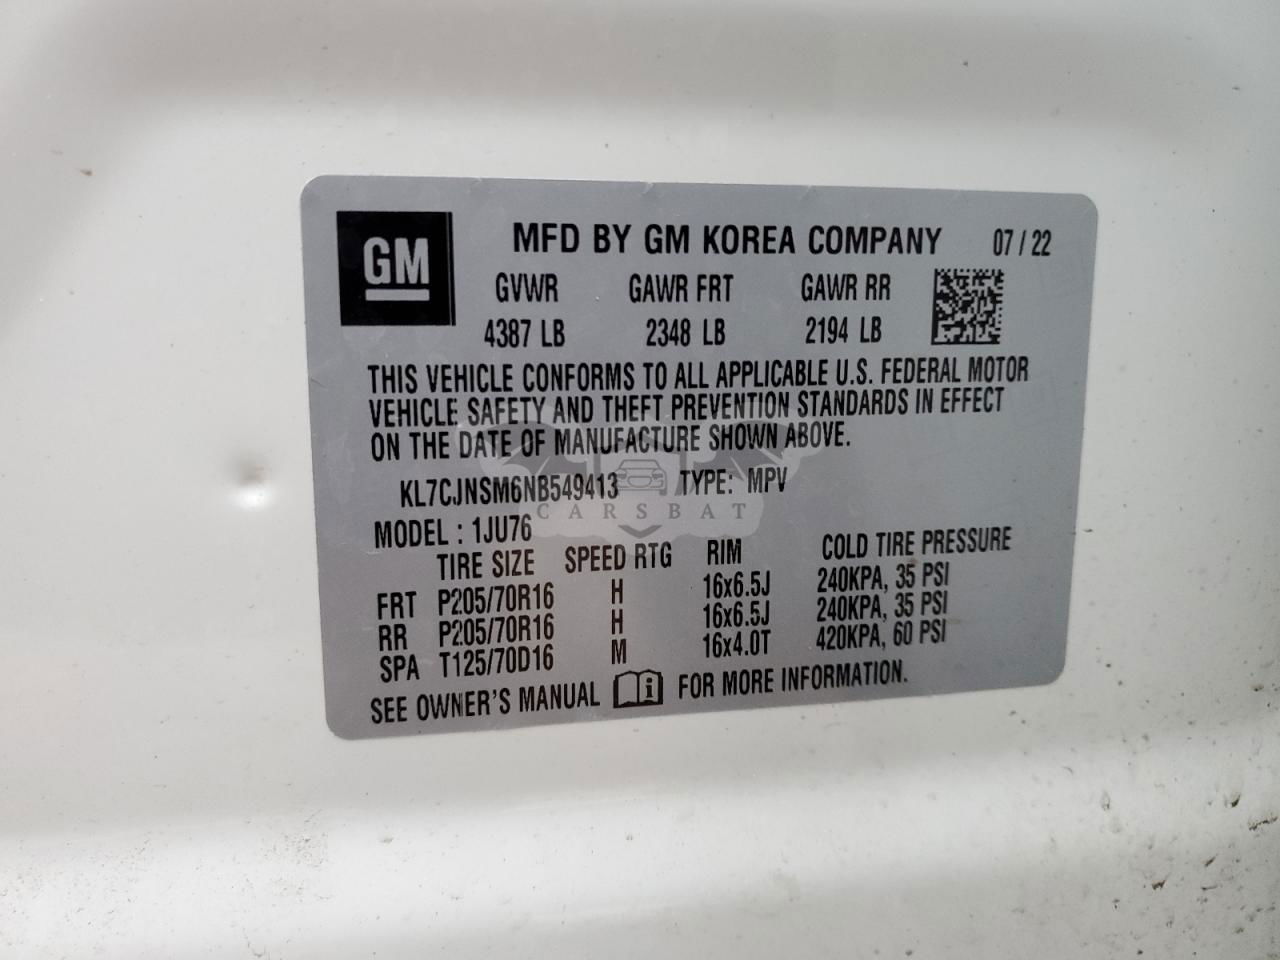 GM
MFD BY GM KOREA COMPANY 07/22
GVWR GAWR FRT GAWR RR
4387 LB 2348 LB 2194 LB
THIS VEHICLE CONFORMS TO ALL APPLICABLE U.S. FEDERAL MOTOR
VEHICLE SAFETY AND THEFT PREVENTION STANDARDS IN EFFECT
ON THE DATE OF MANUFACTURE SHOWN ABOVE.
KL7CJNSM6NB549413 TYPE: MPV
CARSBAT
MODEL : 1JU76
TIRE SIZE SPEED RTG RIM COLD TIRE PRESSURE
FRT P205/70R16 H 16x6.5J 240KPA, 35 PSI
RR P205/70R16 H 16x6.5J 240KPA, 35 PSI
SPA T125/70D16 M 16x4.0T 420KPA, 60 PSI
SEE OWNER'S MANUAL i FOR MORE INFORMATION.